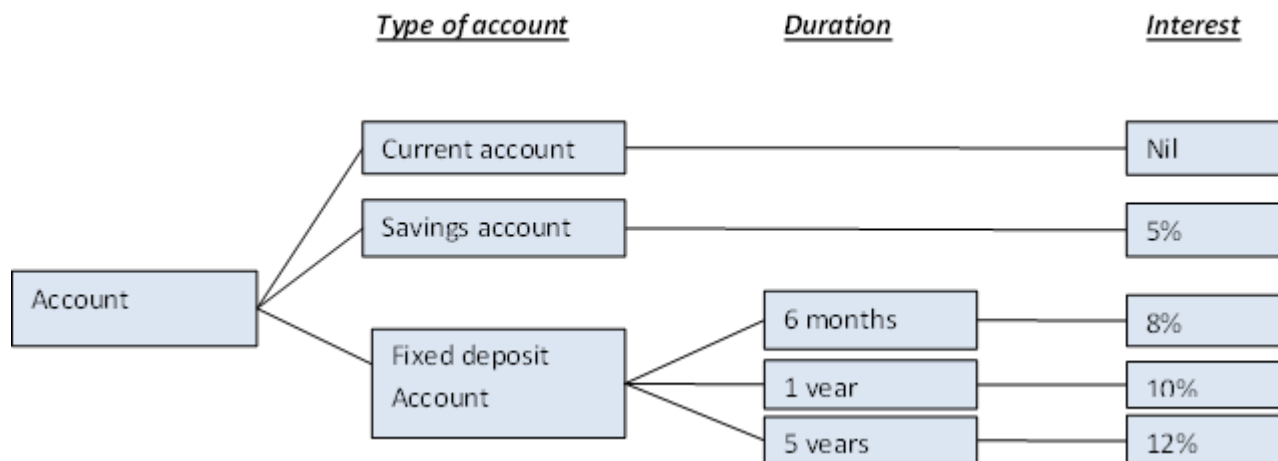 Type of account
Duration
Interest
Current account
Nil
Savings account
5%
Account
6 months
8%
Fixed deposit
Account
1 year
10%
5 years
12%